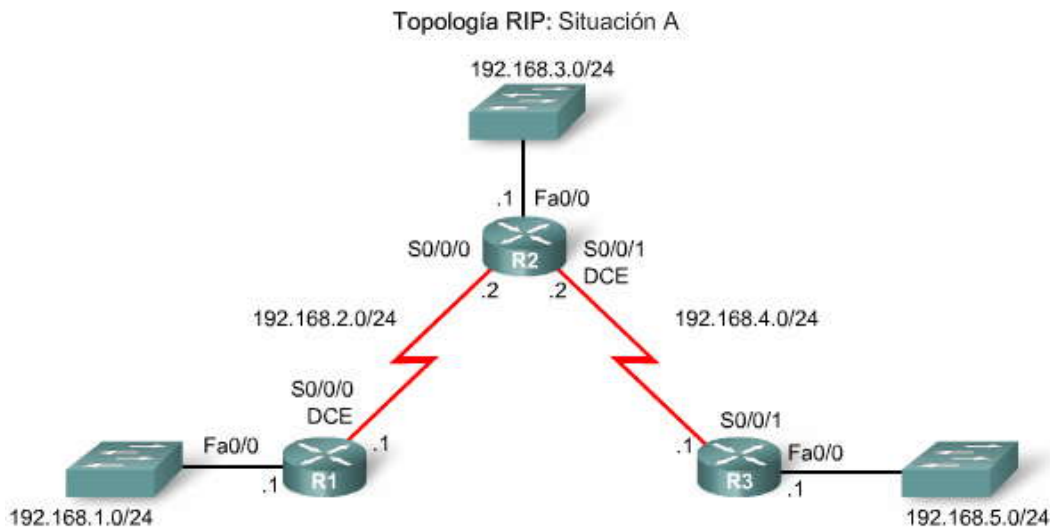 Topología RIP: Situación A
192.168.3.0/24
.1 Fa0/0
S0/0/0
R2
S0/0/1
DCE
.2
.2
192.168.2.0/24
192.168.4.0/24
S0/0/0
DCE
.1
Fa0/0
.1
R1
192.168.1.0/24
S0/0/1
.1
Fa0/0
R3
.1
192.168.5.0/24